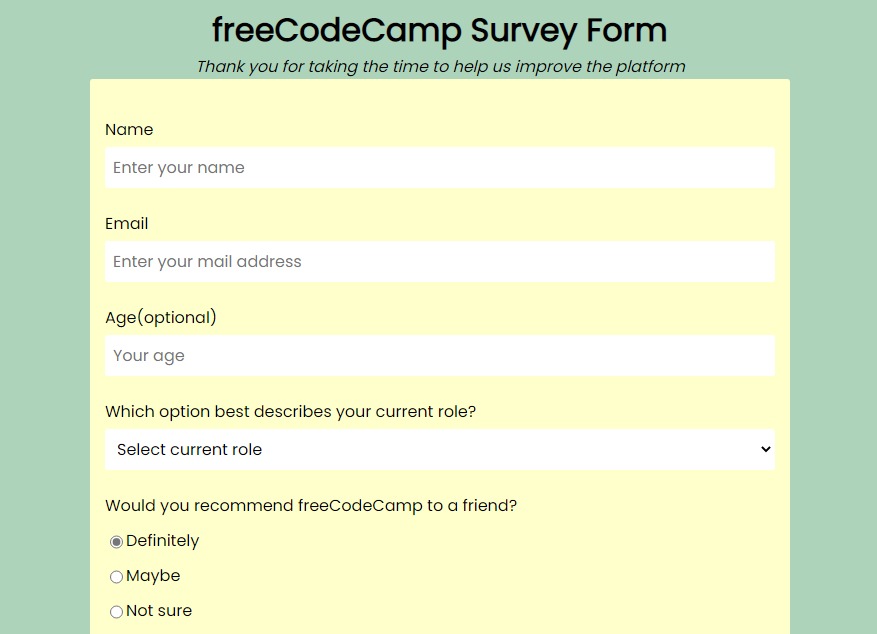 freeCodeCamp Survey Form
Thank you for taking the time to help us improve the platform
Name
Enter your name
Email
Enter your mail address
Age(optional)
Your age
Which option best describes your current role?
Select current role
Would you recommend freeCodeCamp to a friend?
Definitely
Maybe
Not sure